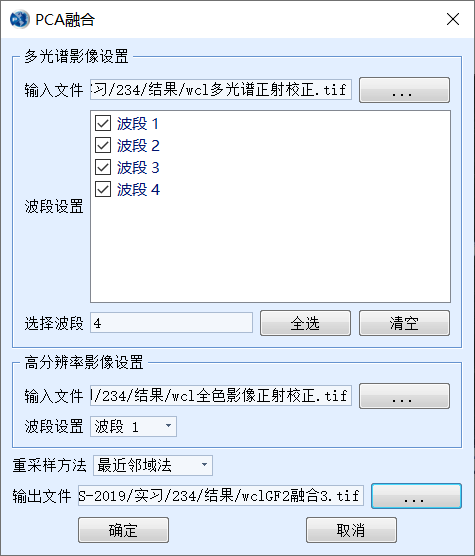 PCA融合
多光谱影像设置
输入文件 习/234/结果/wcl多光谱正射校正.tif ...
波段 1
波段 2
波段 3
波段 4
波段设置
选择波段 4 全选 清空
高分辨率影像设置
输入文件 /234/结果/wcl全色影像正射校正.tif ...
波段设置 波段 1
重采样方法 最近邻域法
输出文件 S-2019/实习/234/结果/wclGF2融合3.tif ...
确定 取消